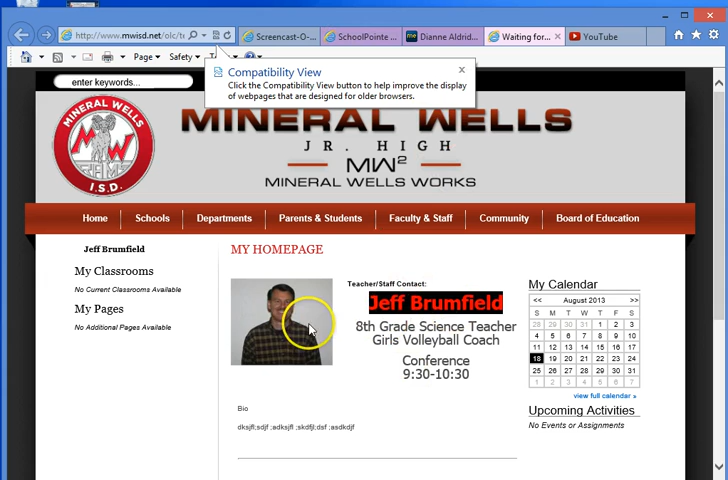 http://www.mwisd.net/olc/te
Screencast-O-...
SchoolPointe ...
Dianne Aldrid...
Waiting for...
YouTube
Page
Safety
Compatibility View
Click the Compatibility View button to help improve the display
of webpages that are designed for older browsers.
enter keywords...
MINERAL WELLS
JR. HIGH
MW2
MINERAL WELLS WORKS
MINERAL WELLS
MW
I.S.D.
Home
Schools
Departments
Parents & Students
Faculty & Staff
Community
Board of Education
Jeff Brumfield
My Classrooms
No Current Classrooms Available
My Pages
No Additional Pages Available
MY HOMEPAGE
Teacher/Staff Contact:
Jeff Brumfield
8th Grade Science Teacher
Girls Volleyball Coach
Conference
9:30-10:30
Bio
dksjfl;sdjf ;adksjfl ;skdfjl;dsf ;asdkdjf
My Calendar
<< August 2013 >>
S M T W T F S
28 29 30 31 1 2 3
4 5 6 7 8 9 10
11 12 13 14 15 16 17
18 19 20 21 22 23 24
25 26 27 28 29 30 31
1 2 3 4 5 6 7
view full calendar »
Upcoming Activities
No Events or Assignments